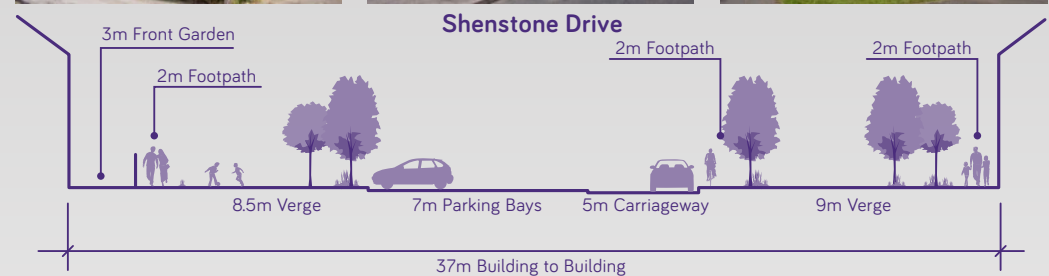 Shenstone Drive
3m Front Garden
2m Footpath
2m Footpath
2m Footpath
8.5m Verge
7m Parking Bays
5m Carriageway
9m Verge
37m Building to Building